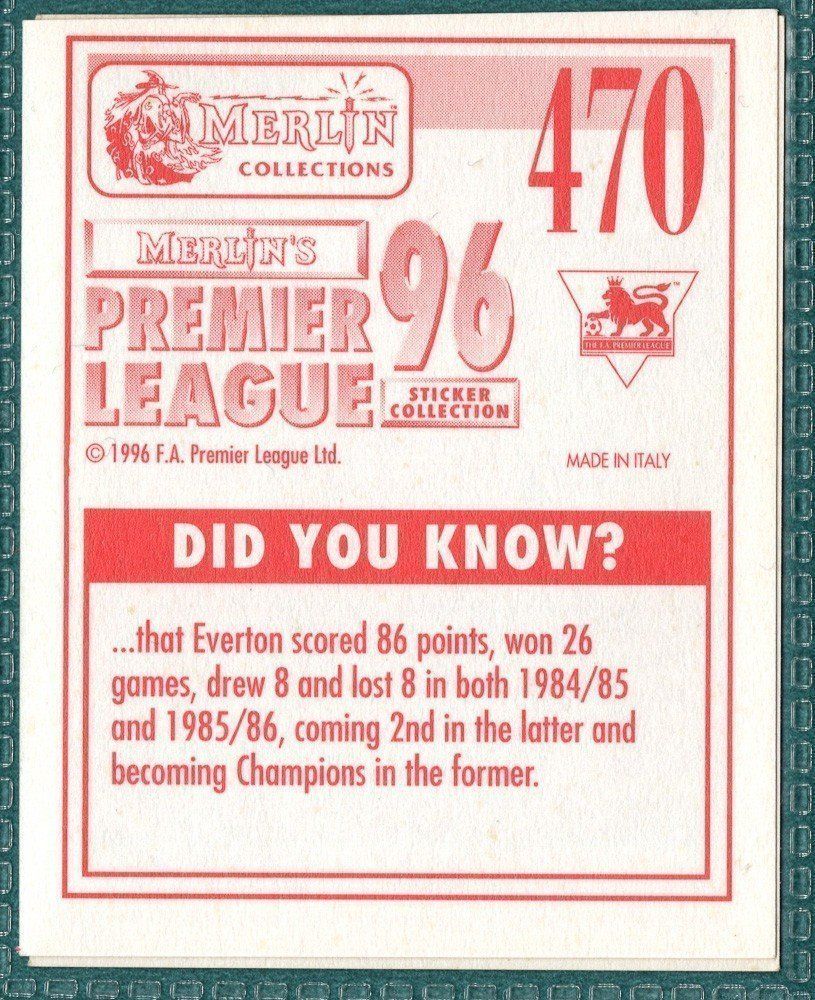 MERLIN™
COLLECTIONS
470
MERLIN'S
PREMIER
LEAGUE
96
STICKER
COLLECTION
THE F.A. PREMIER LEAGUE
™
© 1996 F.A. Premier League Ltd.
MADE IN ITALY
DID YOU KNOW?
...that Everton scored 86 points, won 26
games, drew 8 and lost 8 in both 1984/85
and 1985/86, coming 2nd in the latter and
becoming Champions in the former.